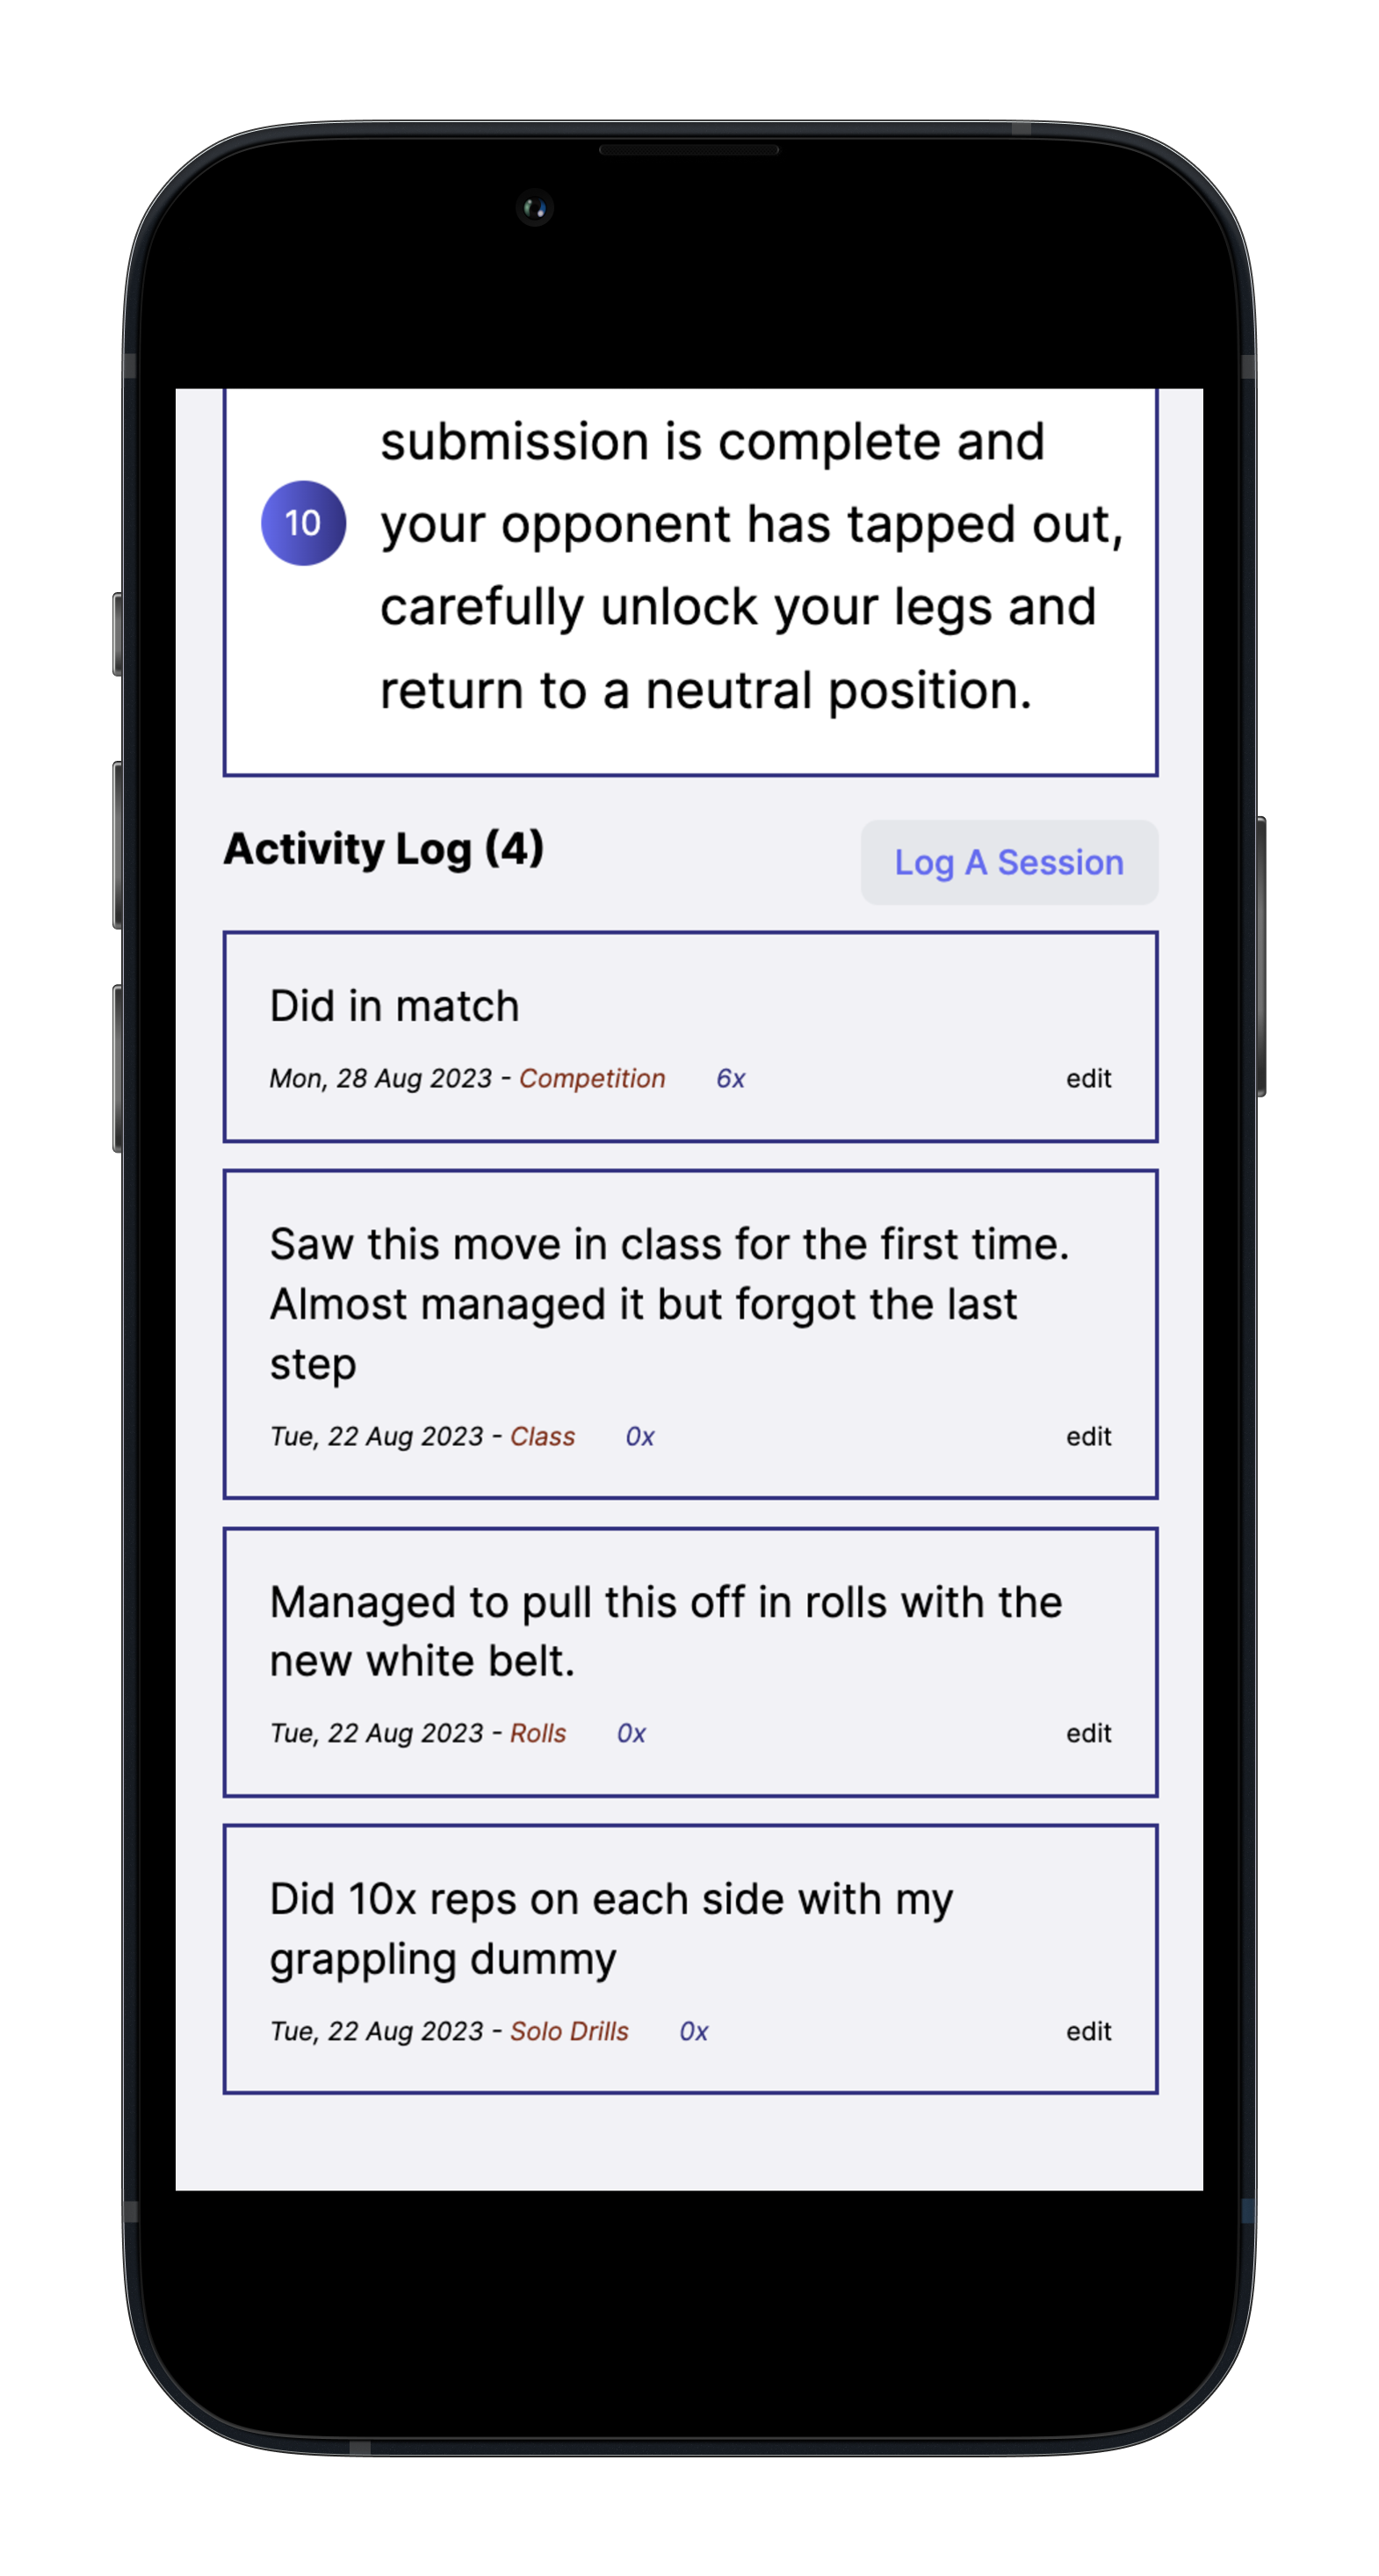 submission is complete and
10
your opponent has tapped out,
carefully unlock your legs and
return to a neutral position.
Activity Log (4)
Log A Session
Did in match
Mon, 28 Aug 2023 - Competition 6x edit
Saw this move in class for the first time.
Almost managed it but forgot the last
step
Tue, 22 Aug 2023 - Class 0x edit
Managed to pull this off in rolls with the
new white belt.
Tue, 22 Aug 2023 - Rolls 0x edit
Did 10x reps on each side with my
grappling dummy
Tue, 22 Aug 2023 - Solo Drills 0x edit